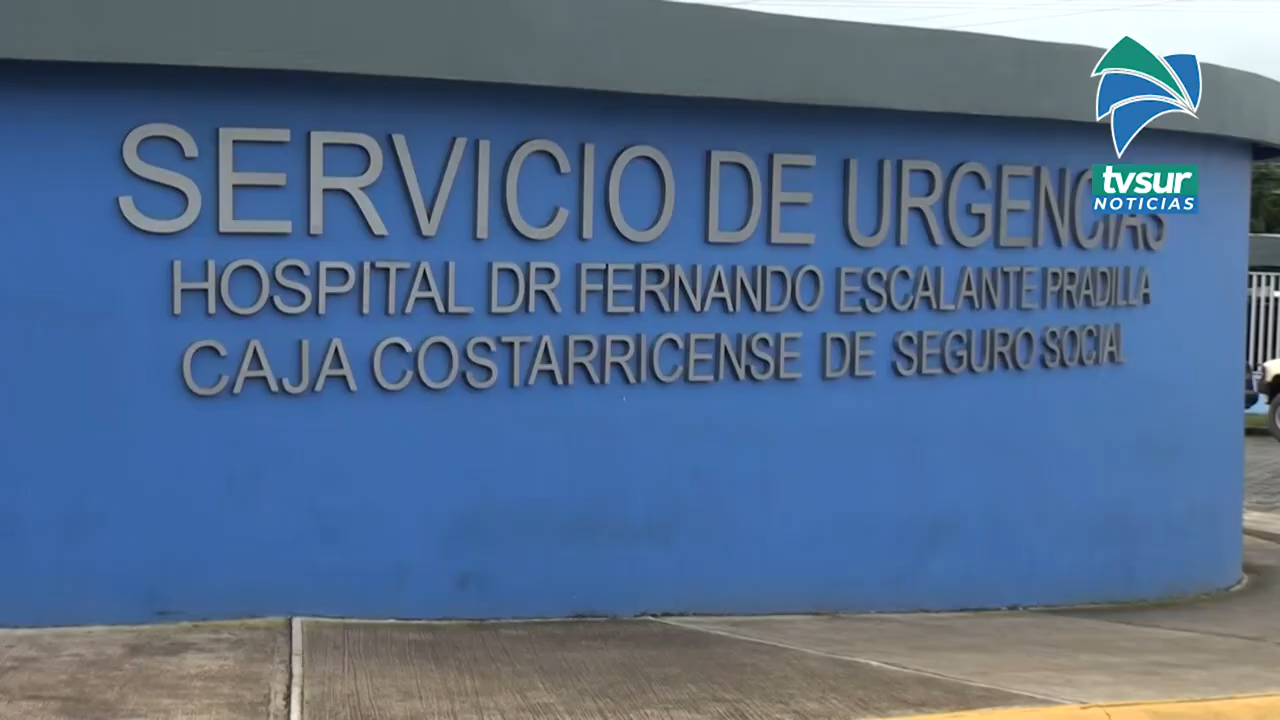 SERVICIO DE URGENCIAS
HOSPITAL DR FERNANDO ESCALANTE PRADILLA
CAJA COSTARRICENSE DE SEGURO SOCIAL
tvsur
NOTICIAS